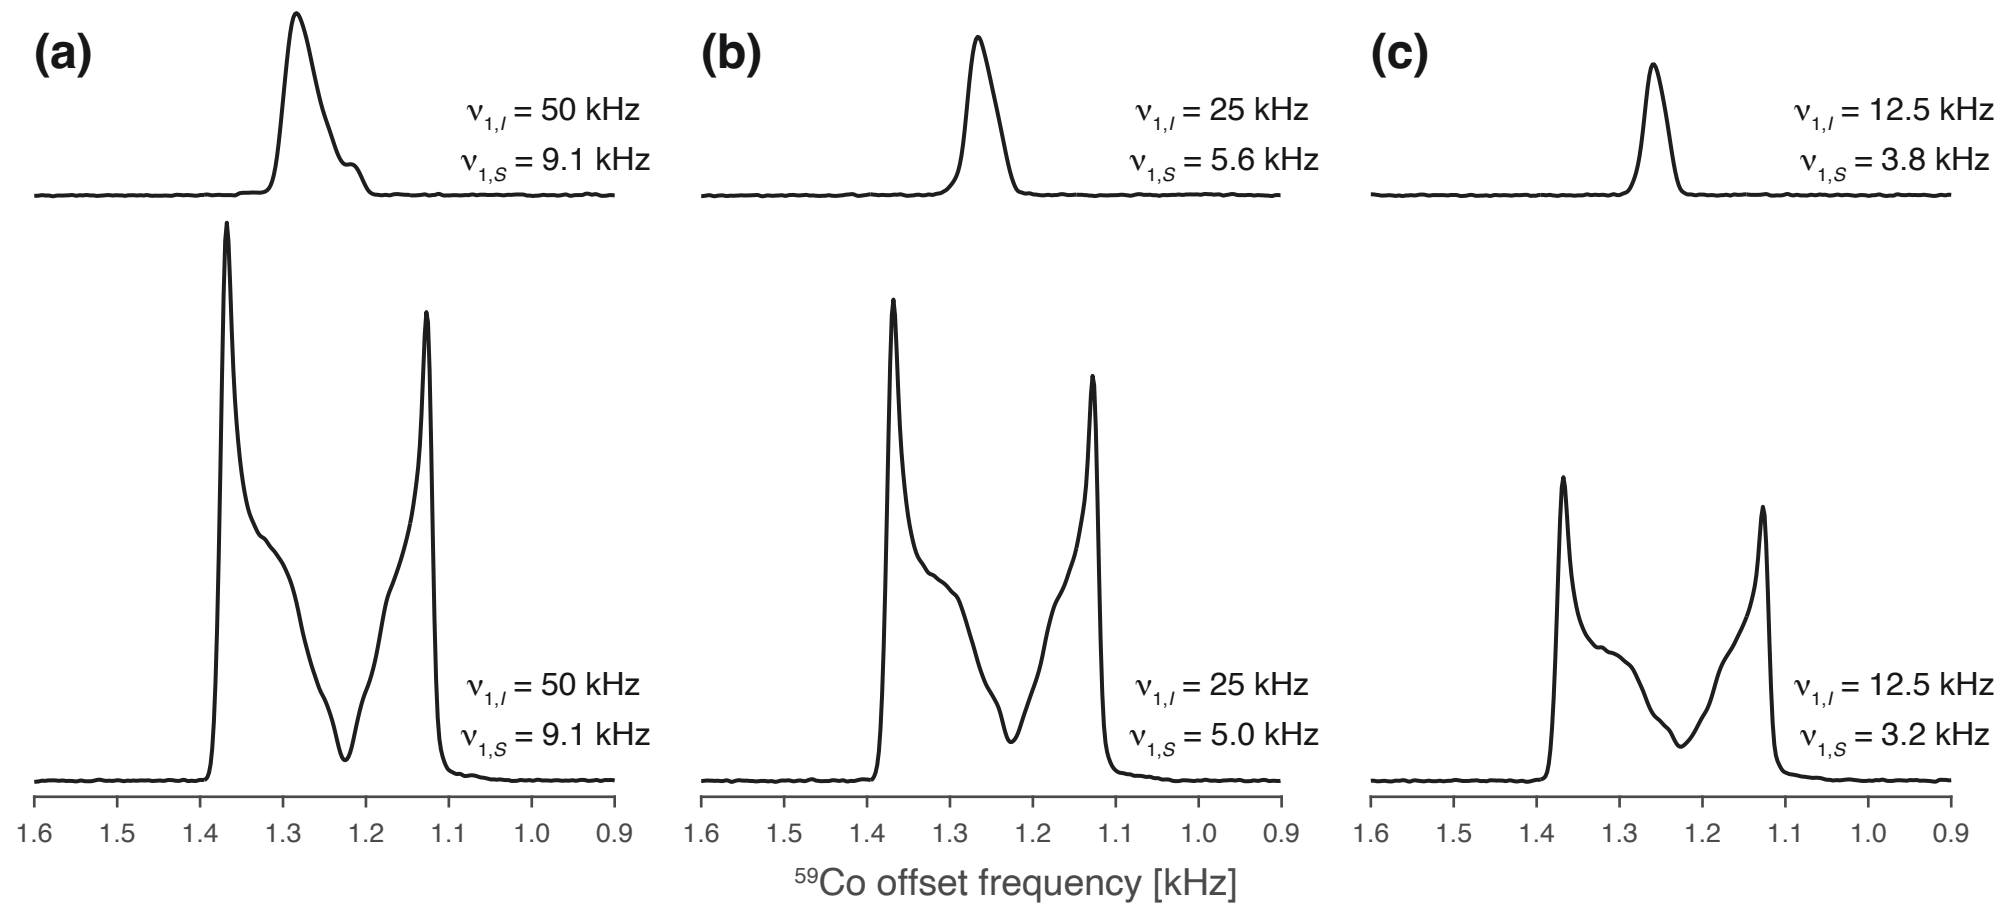 (a)
ν1,I = 50 kHz
ν1,S = 9.1 kHz
(b)
ν1,I = 25 kHz
ν1,S = 5.6 kHz
(c)
ν1,I = 12.5 kHz
ν1,S = 3.8 kHz
ν1,I = 50 kHz
ν1,S = 9.1 kHz
ν1,I = 25 kHz
ν1,S = 5.0 kHz
ν1,I = 12.5 kHz
ν1,S = 3.2 kHz
1.6 1.5 1.4 1.3 1.2 1.1 1.0 0.9
1.6 1.5 1.4 1.3 1.2 1.1 1.0 0.9
1.6 1.5 1.4 1.3 1.2 1.1 1.0 0.9
59Co offset frequency [kHz]